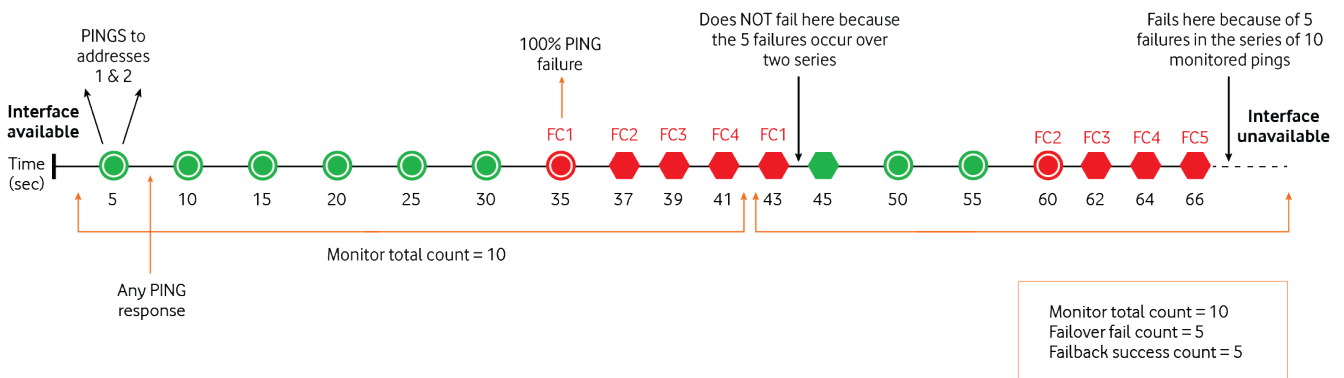 PINGS to
addresses
1 & 2
100% PING
failure
Does NOT fail here because
the 5 failures occur over
two series
Fails here because of 5
failures in the series of 10
monitored pings
Interface
available
Interface
unavailable
FC1 FC2 FC3 FC4 FC1 FC2 FC3 FC4 FC5
Time
(sec)
5 10 15 20 25 30 35 37 39 41 43 45 50 55 60 62 64 66
Monitor total count = 10
Any PING
response
Monitor total count = 10
Failover fail count = 5
Failback success count = 5